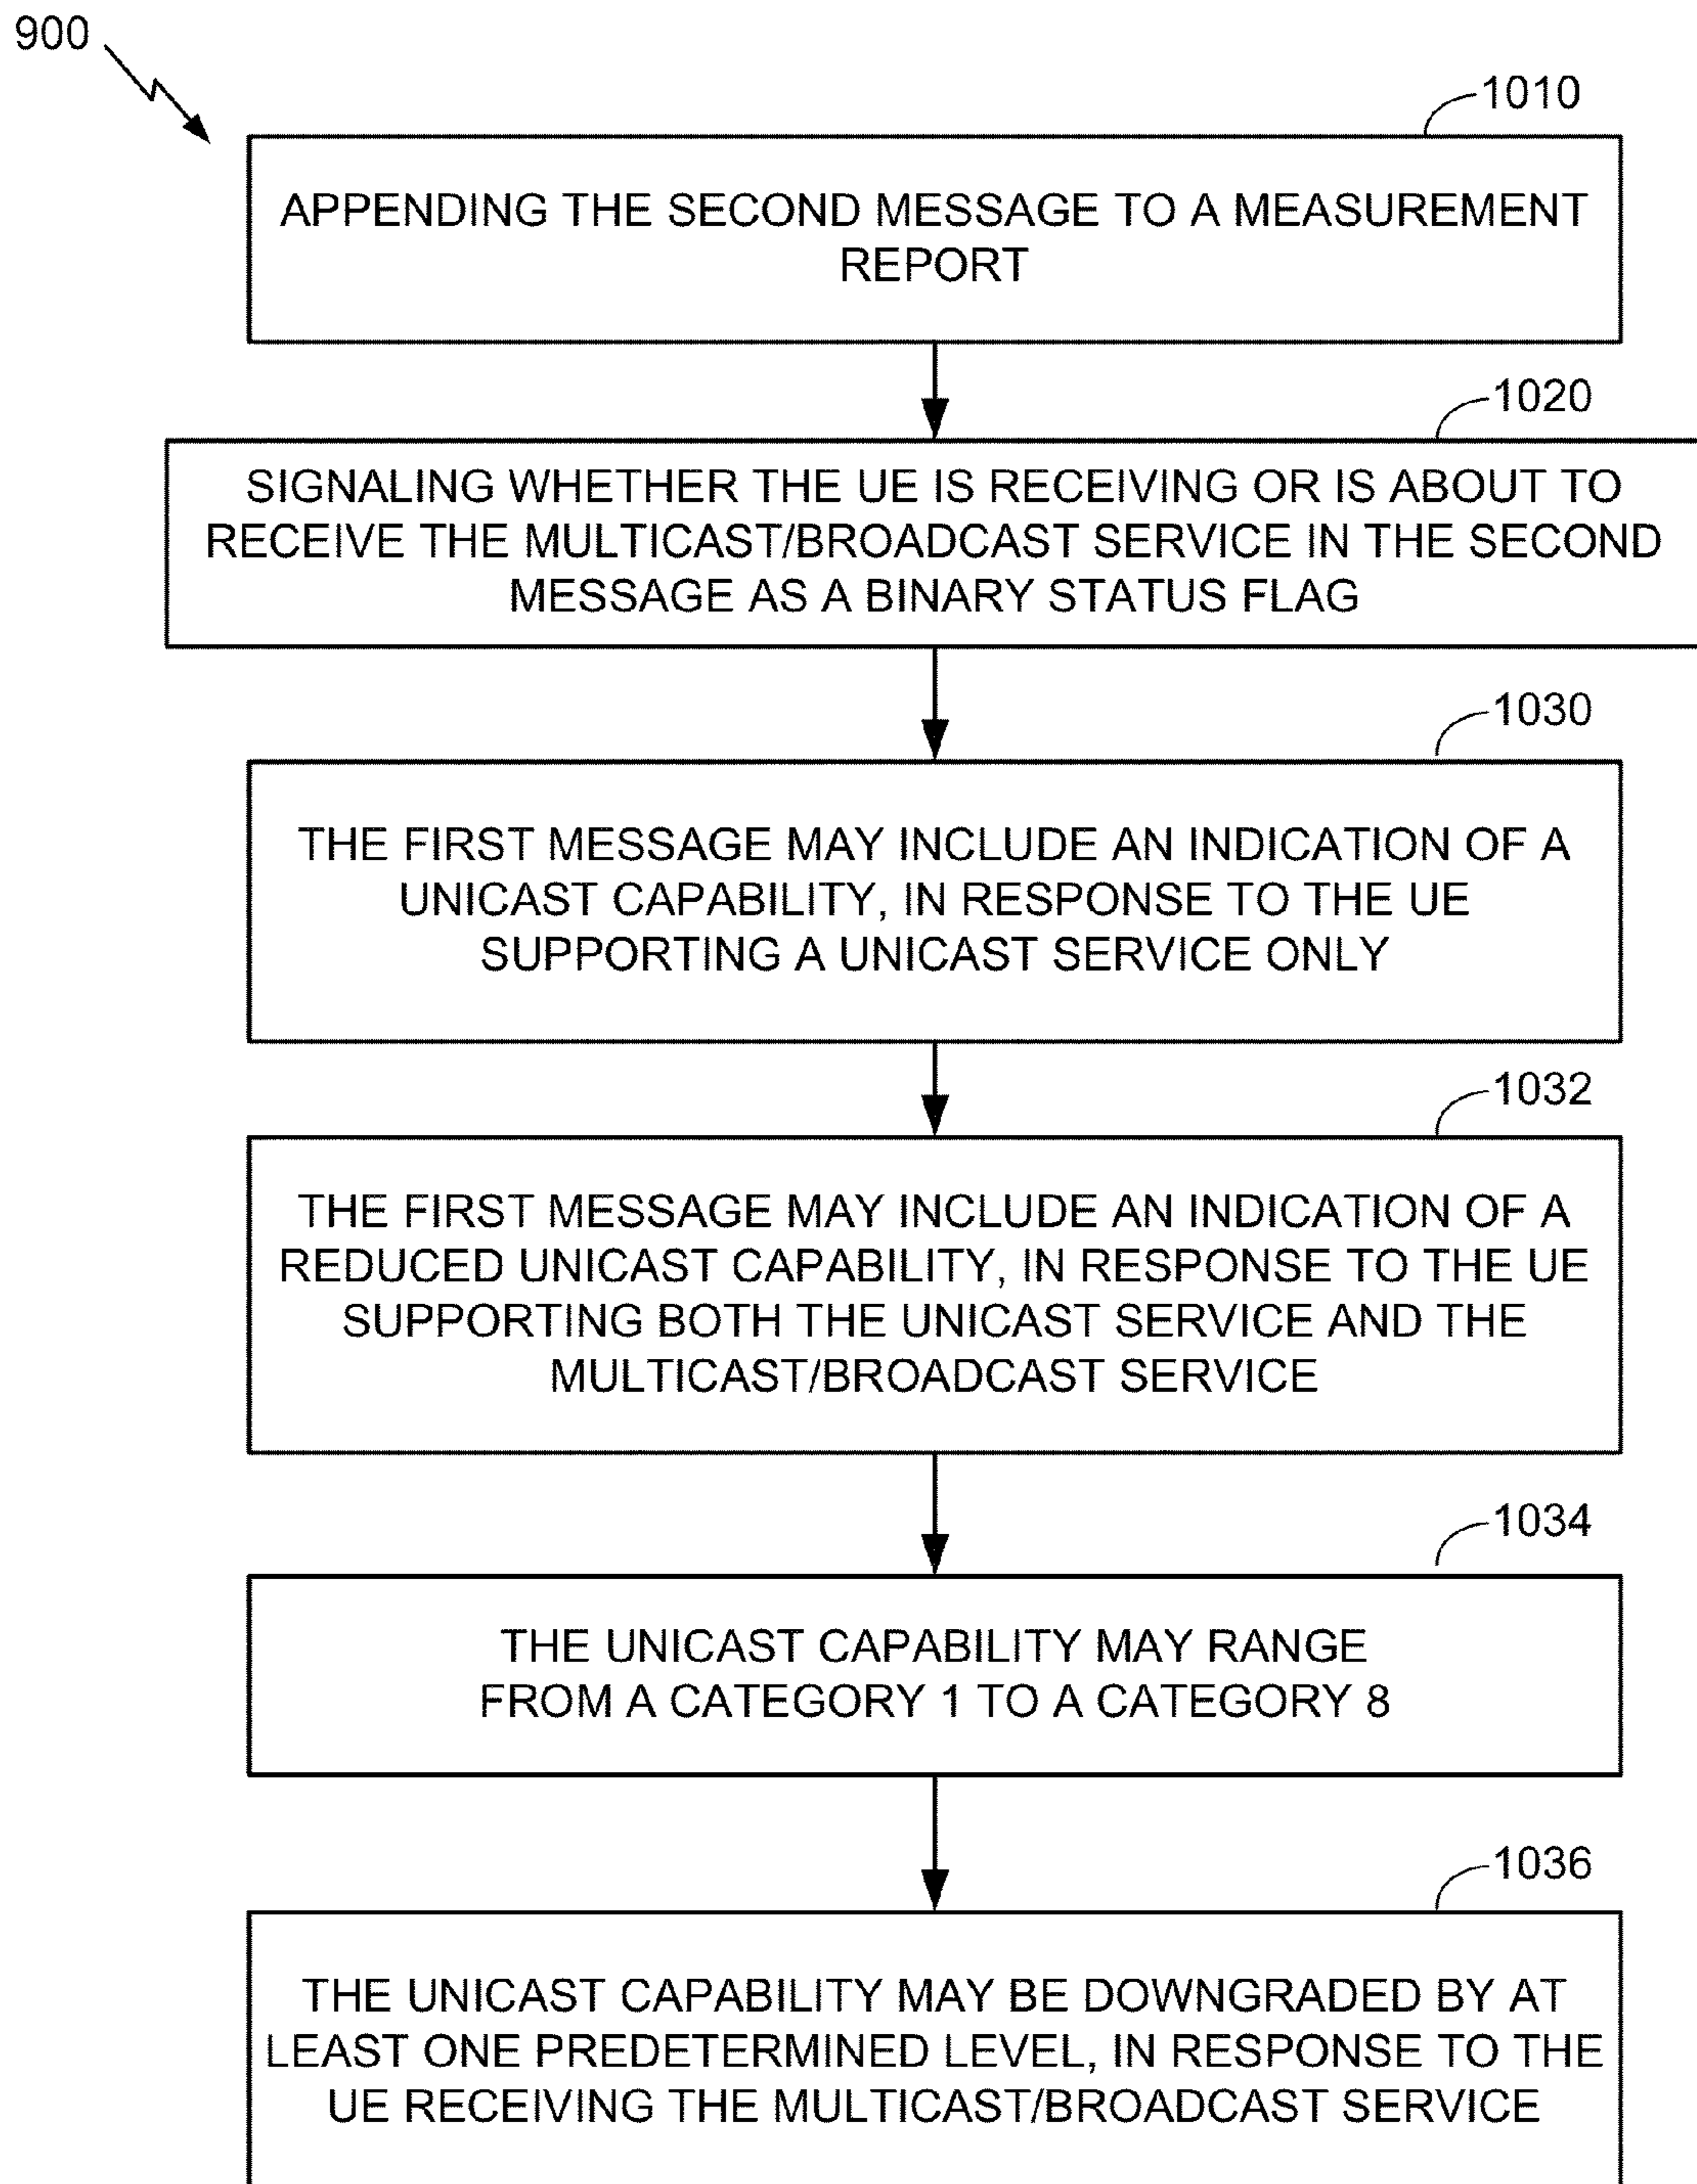 900
1010
APPENDING THE SECOND MESSAGE TO A MEASUREMENT
REPORT
1020
SIGNALING WHETHER THE UE IS RECEIVING OR IS ABOUT TO
RECEIVE THE MULTICAST/BROADCAST SERVICE IN THE SECOND
MESSAGE AS A BINARY STATUS FLAG
1030
THE FIRST MESSAGE MAY INCLUDE AN INDICATION OF A
UNICAST CAPABILITY, IN RESPONSE TO THE UE
SUPPORTING A UNICAST SERVICE ONLY
1032
THE FIRST MESSAGE MAY INCLUDE AN INDICATION OF A
REDUCED UNICAST CAPABILITY, IN RESPONSE TO THE UE
SUPPORTING BOTH THE UNICAST SERVICE AND THE
MULTICAST/BROADCAST SERVICE
1034
THE UNICAST CAPABILITY MAY RANGE
FROM A CATEGORY 1 TO A CATEGORY 8
1036
THE UNICAST CAPABILITY MAY BE DOWNGRADED BY AT
LEAST ONE PREDETERMINED LEVEL, IN RESPONSE TO THE
UE RECEIVING THE MULTICAST/BROADCAST SERVICE